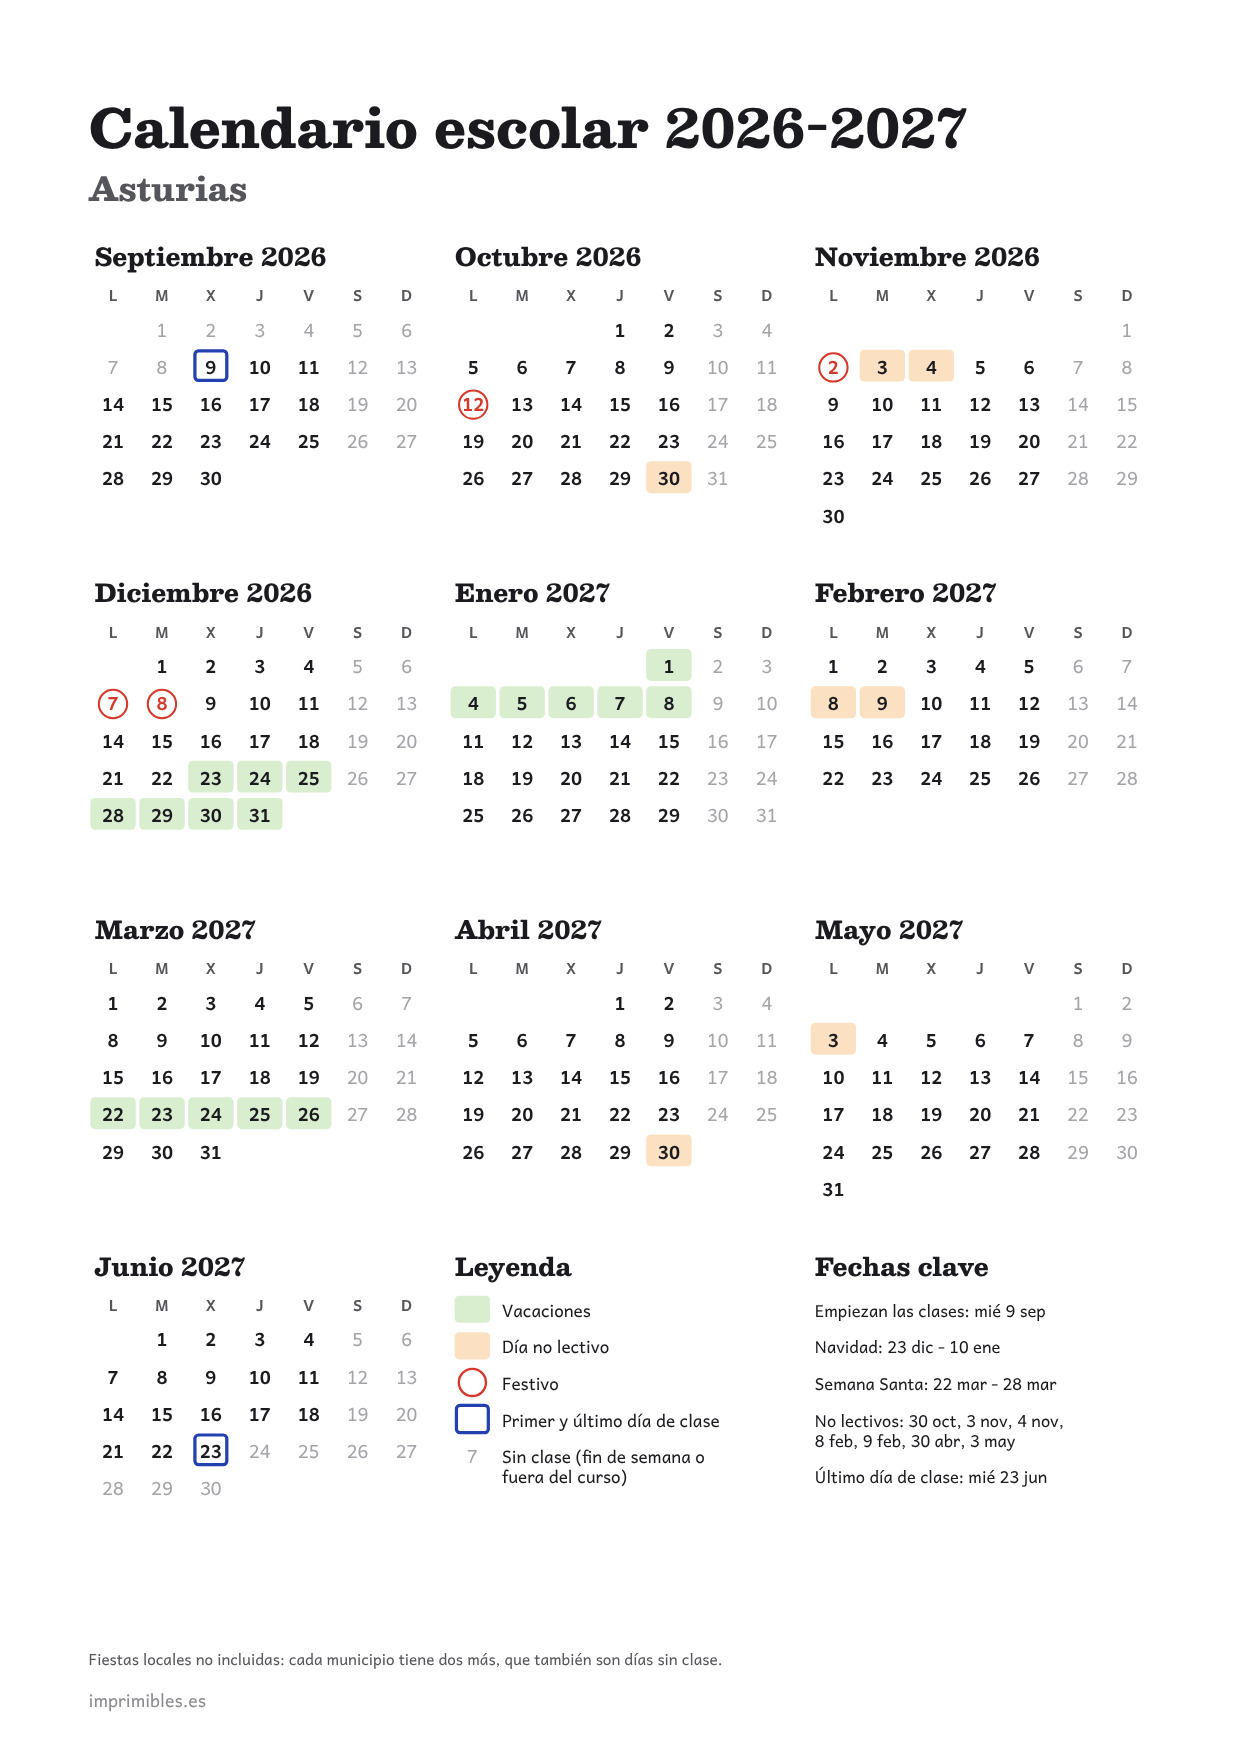 Calendario escolar 2026-2027
Asturias
Septiembre 2026
L M X J V S D
1 2 3 4 5 6
7 8 9 10 11 12 13
14 15 16 17 18 19 20
21 22 23 24 25 26 27
28 29 30
Octubre 2026
L M X J V S D
1 2 3 4
5 6 7 8 9 10 11
12 13 14 15 16 17 18
19 20 21 22 23 24 25
26 27 28 29 30 31
Noviembre 2026
L M X J V S D
1
2 3 4 5 6 7 8
9 10 11 12 13 14 15
16 17 18 19 20 21 22
23 24 25 26 27 28 29
30
Diciembre 2026
L M X J V S D
1 2 3 4 5 6
7 8 9 10 11 12 13
14 15 16 17 18 19 20
21 22 23 24 25 26 27
28 29 30 31
Enero 2027
L M X J V S D
1 2 3
4 5 6 7 8 9 10
11 12 13 14 15 16 17
18 19 20 21 22 23 24
25 26 27 28 29 30 31
Febrero 2027
L M X J V S D
1 2 3 4 5 6 7
8 9 10 11 12 13 14
15 16 17 18 19 20 21
22 23 24 25 26 27 28
Marzo 2027
L M X J V S D
1 2 3 4 5 6 7
8 9 10 11 12 13 14
15 16 17 18 19 20 21
22 23 24 25 26 27 28
29 30 31
Abril 2027
L M X J V S D
1 2 3 4
5 6 7 8 9 10 11
12 13 14 15 16 17 18
19 20 21 22 23 24 25
26 27 28 29 30
Mayo 2027
L M X J V S D
1 2
3 4 5 6 7 8 9
10 11 12 13 14 15 16
17 18 19 20 21 22 23
24 25 26 27 28 29 30
31
Junio 2027
L M X J V S D
1 2 3 4 5 6
7 8 9 10 11 12 13
14 15 16 17 18 19 20
21 22 23 24 25 26 27
28 29 30
Leyenda
Vacaciones
Día no lectivo
Festivo
Primer y último día de clase
7 Sin clase (fin de semana o
fuera del curso)
Fechas clave
Empiezan las clases: mié 9 sep
Navidad: 23 dic - 10 ene
Semana Santa: 22 mar - 28 mar
No lectivos: 30 oct, 3 nov, 4 nov,
8 feb, 9 feb, 30 abr, 3 may
Último día de clase: mié 23 jun
Fiestas locales no incluidas: cada municipio tiene dos más, que también son días sin clase.
imprimibles.es